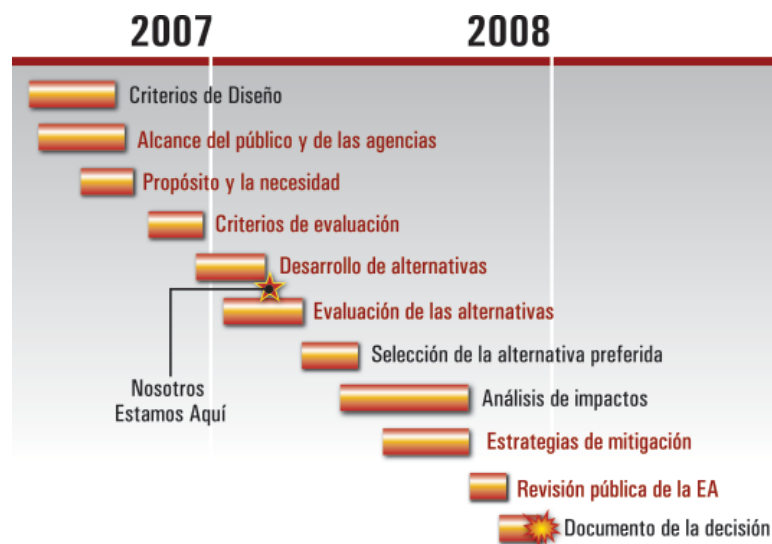 2007 2008
Criterios de Diseño
Alcance del público y de las agencias
Propósito y la necesidad
Criterios de evaluación
Desarrollo de alternativas
Evaluación de las alternativas
Selección de la alternativa preferida
Nosotros
Estamos Aquí
Análisis de impactos
Estrategias de mitigación
Revisión pública de la EA
Documento de la decisión